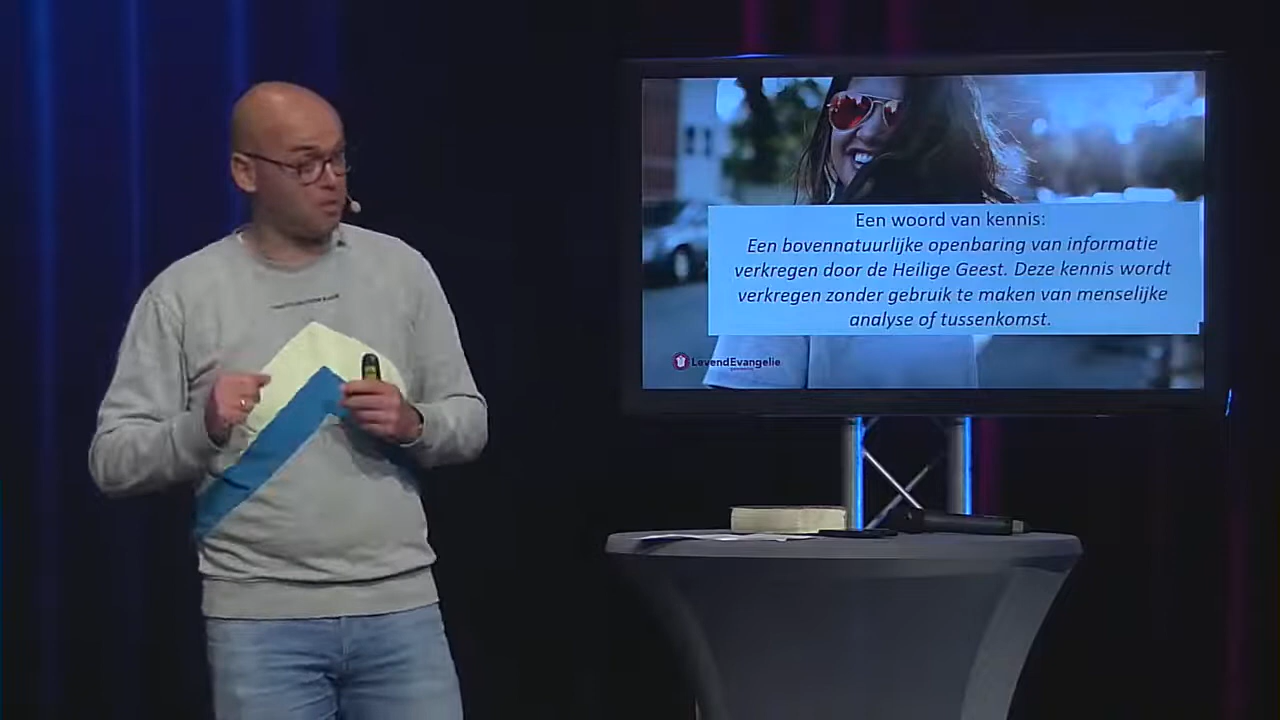 Een woord van kennis:
Een bovennatuurlijke openbaring van informatie
verkregen door de Heilige Geest. Deze kennis wordt
verkregen zonder gebruik te maken van menselijke
analyse of tussenkomst.
LevendEvangelie